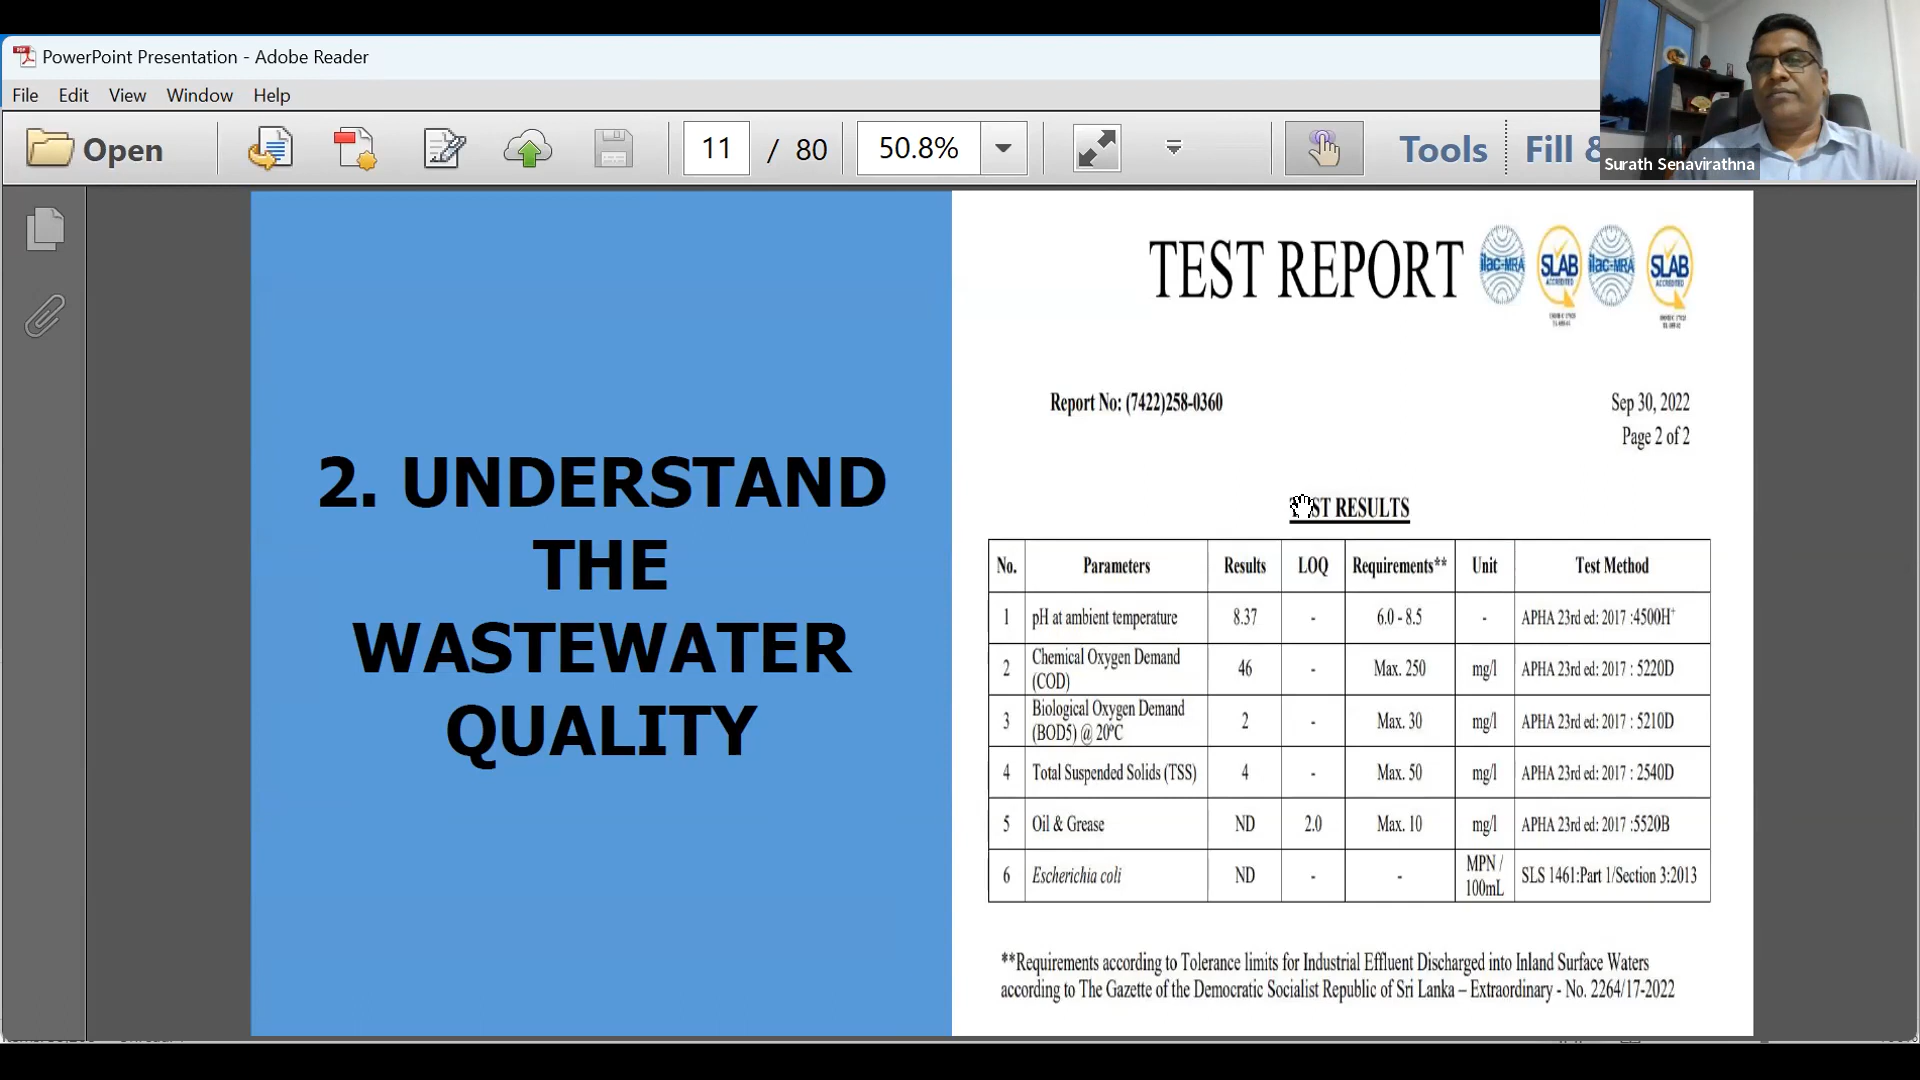 PowerPoint Presentation - Adobe Reader
File Edit View Window Help
Open 11 / 80 50.8% Tools Fill &
Surath Senavirathna
2. UNDERSTAND
THE
WASTEWATER
QUALITY
TEST REPORT
ilac-MRA SLAB ACCREDITED ilac-MRA SLAB ACCREDITED
Report No: (7422)258-0360
Sep 30, 2022
Page 2 of 2
RESULTS
No. Parameters Results LOQ Requirements** Unit Test Method
1 pH at ambient temperature 8.37 - 6.0 - 8.5 - APHA 23rd ed: 2017 :4500H+
2 Chemical Oxygen Demand (COD) 46 - Max. 250 mg/l APHA 23rd ed: 2017 : 5220D
3 Biological Oxygen Demand (BOD5) @ 20ºC 2 - Max. 30 mg/l APHA 23rd ed: 2017 : 5210D
4 Total Suspended Solids (TSS) 4 - Max. 50 mg/l APHA 23rd ed: 2017 : 2540D
5 Oil & Grease ND 2.0 Max. 10 mg/l APHA 23rd ed: 2017 :5520B
6 Escherichia coli ND - - MPN / 100mL SLS 1461:Part 1/Section 3:2013
**Requirements according to Tolerance limits for Industrial Effluent Discharged into Inland Surface Waters
according to The Gazette of the Democratic Socialist Republic of Sri Lanka – Extraordinary - No. 2264/17-2022